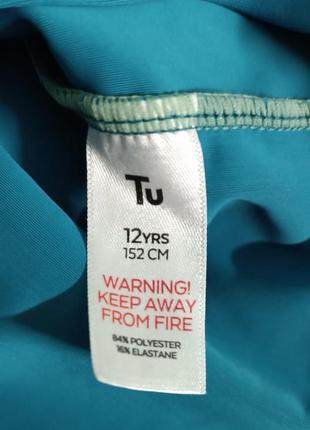 Tu
12YRS
152 CM
WARNING!
KEEP AWAY
FROM FIRE
84% POLYESTER
16% ELASTANE